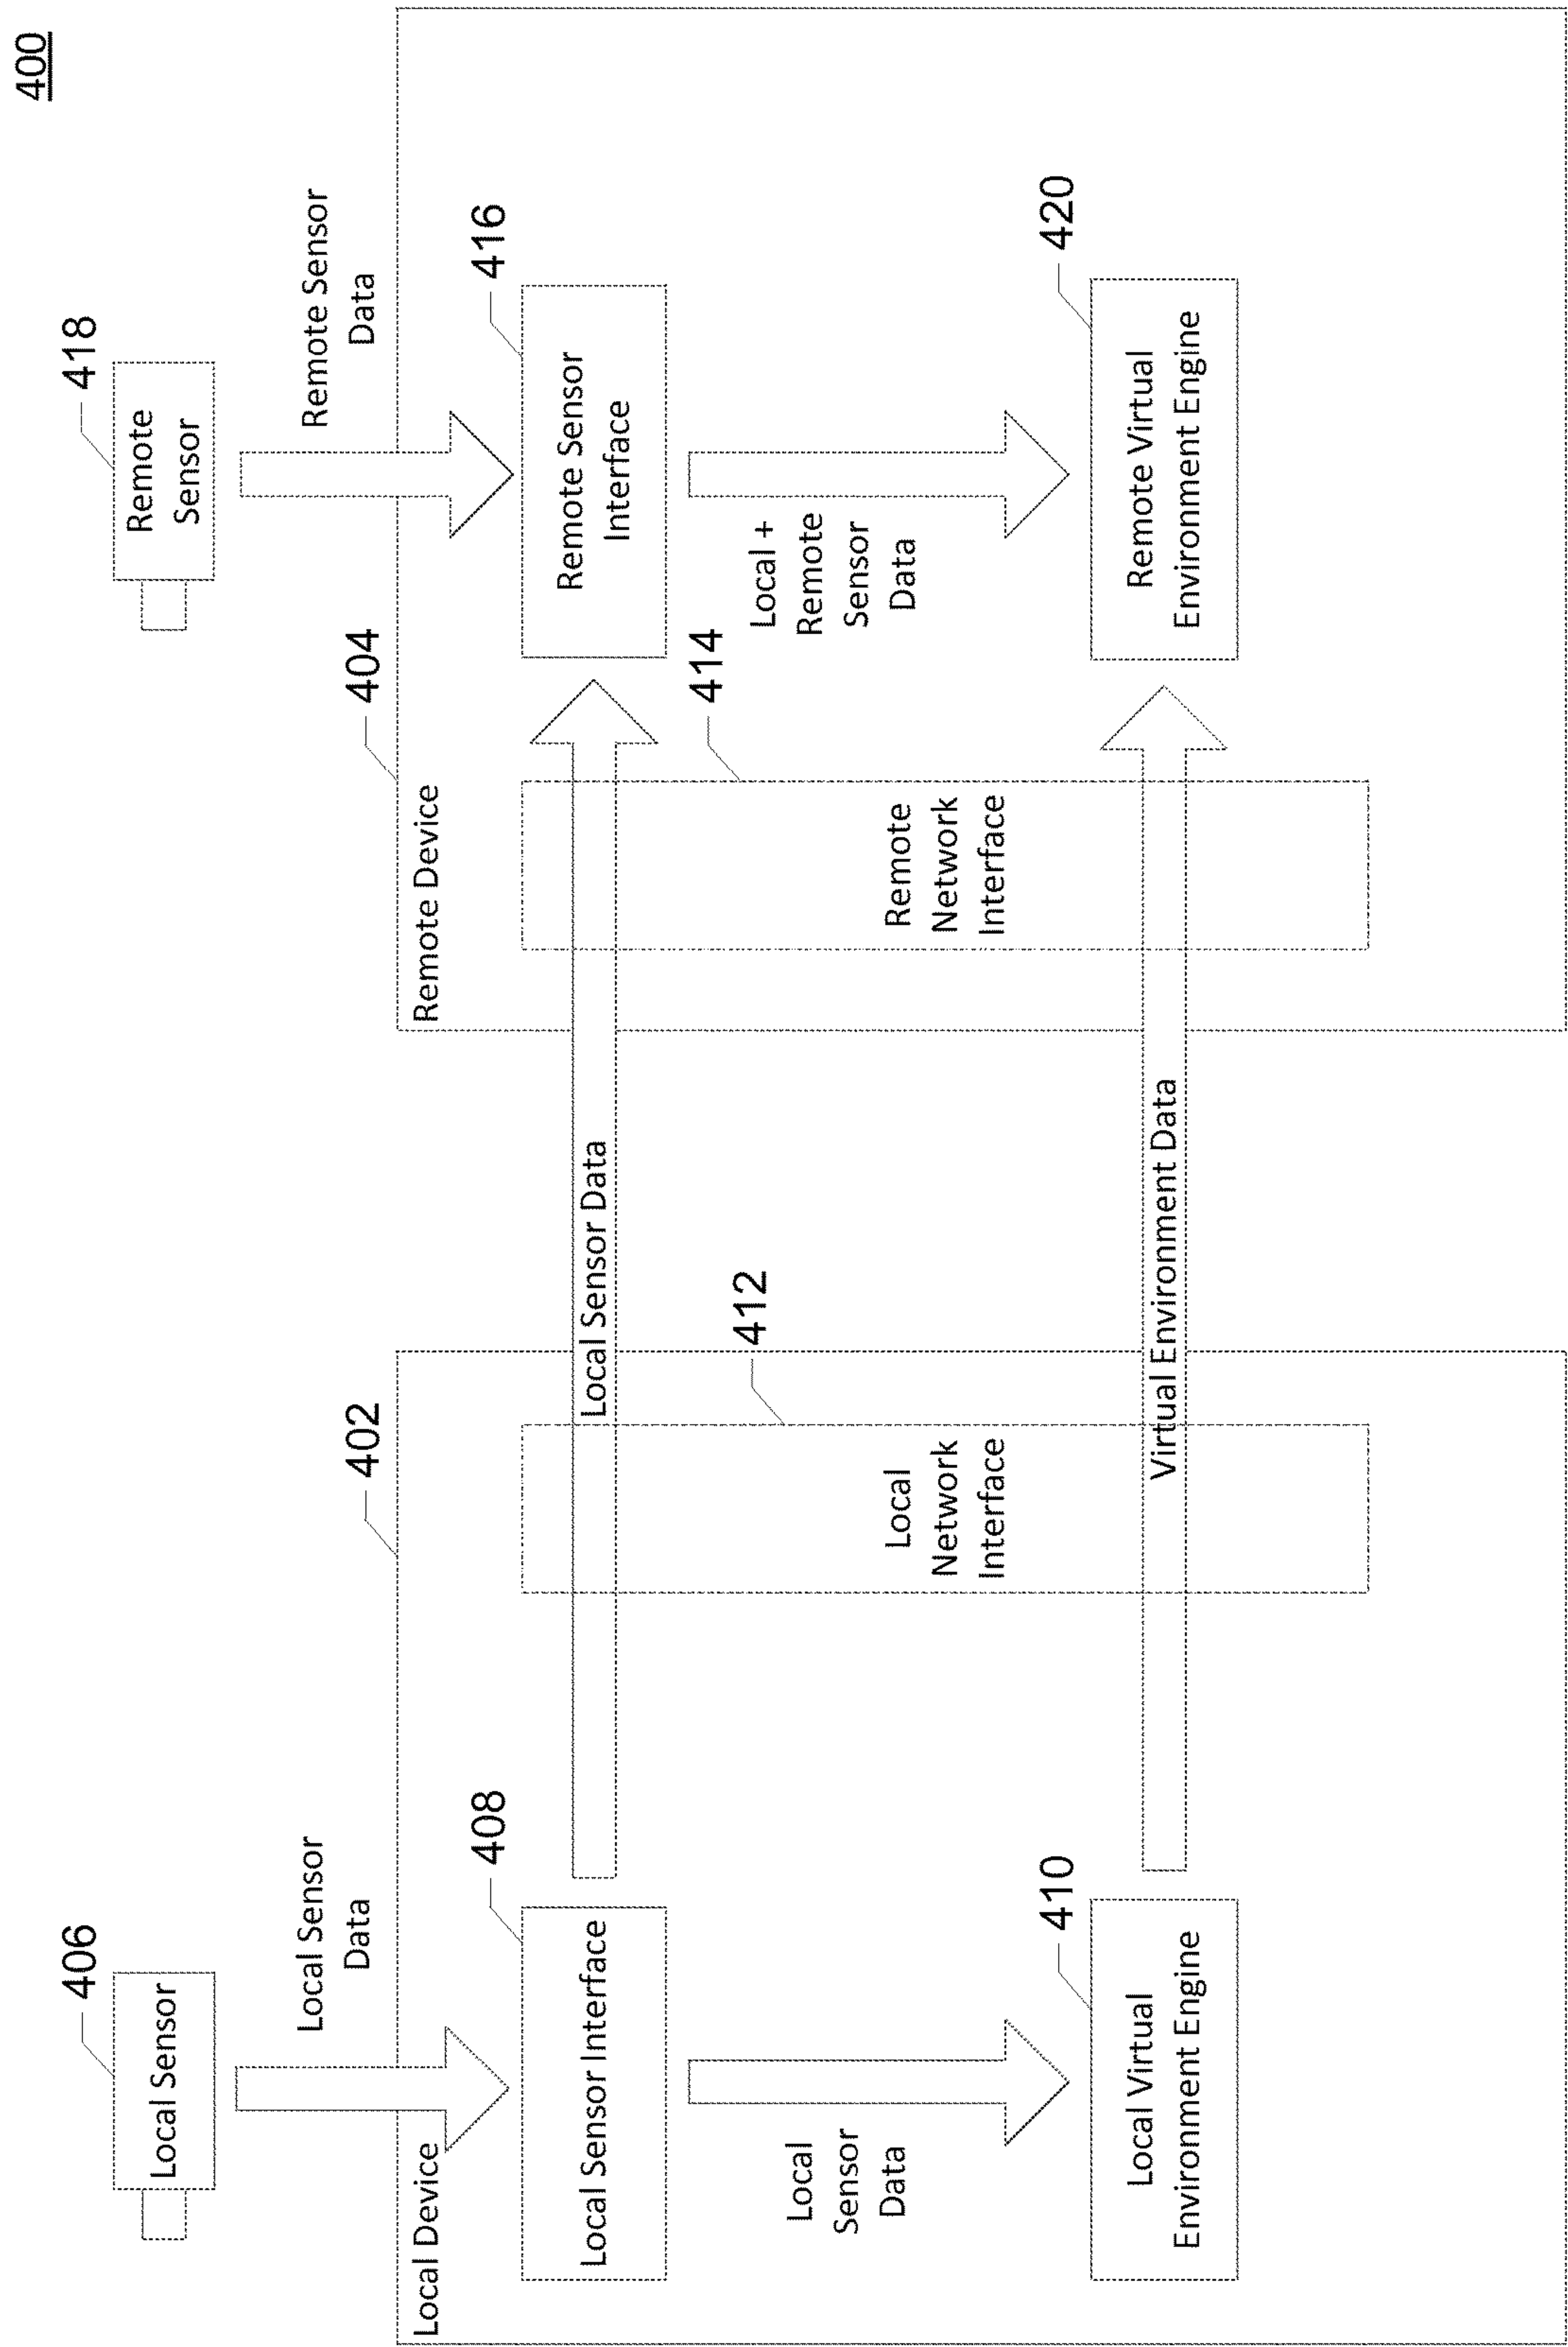 400
406
Local Sensor
Local Sensor
Data
402
Local Device
408
Local Sensor Interface
Local
Sensor
Data
410
Local Virtual
Environment Engine
412
Local
Network
Interface
Local Sensor Data
Virtual Environment Data
418
Remote
Sensor
Remote Sensor
Data
404
Remote Device
416
Remote Sensor
Interface
414
Remote
Network
Interface
Local +
Remote
Sensor
Data
420
Remote Virtual
Environment Engine